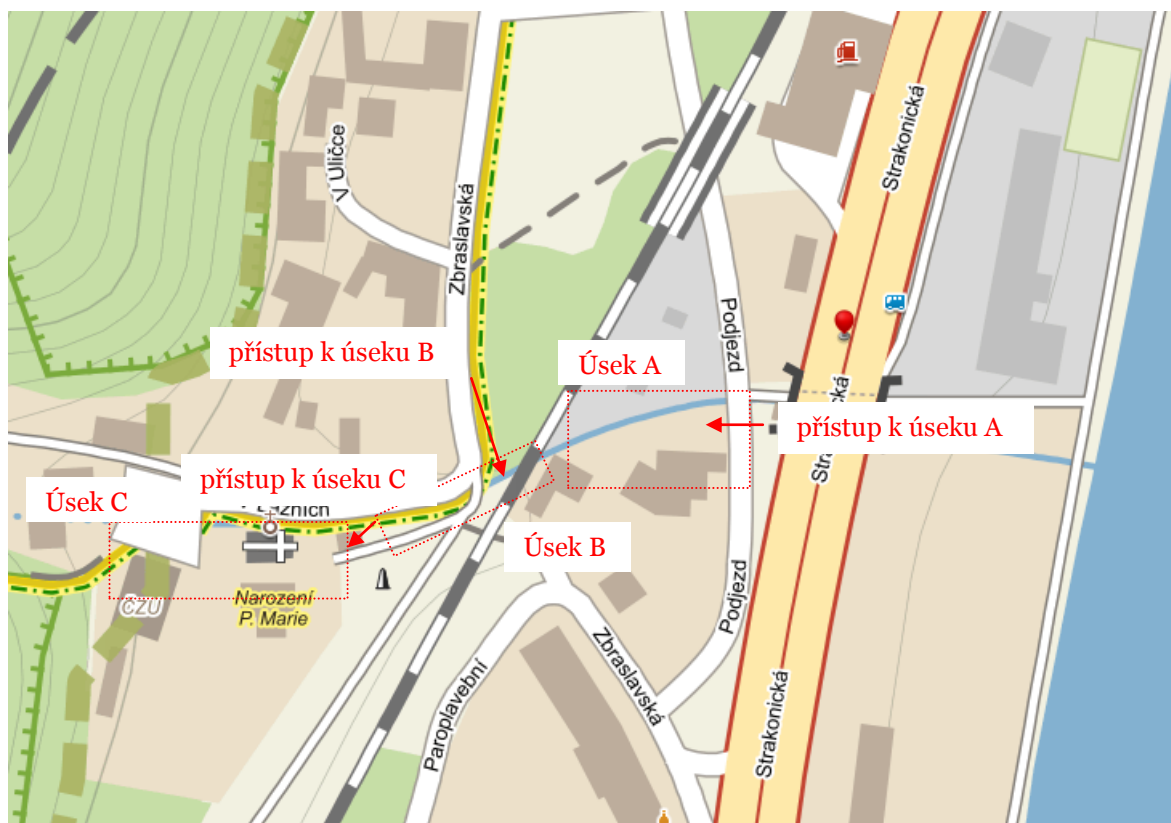 V Uličce
Zbraslavská
Strakonická
přístup k úseku B
Úsek A
Podjezd
přístup k úseku A
přístup k úseku C
Úsek C
Úsek B
ČZU
Narození
P. Marie
Podjezd
Zbraslavská
Paroplavební
Strakonická